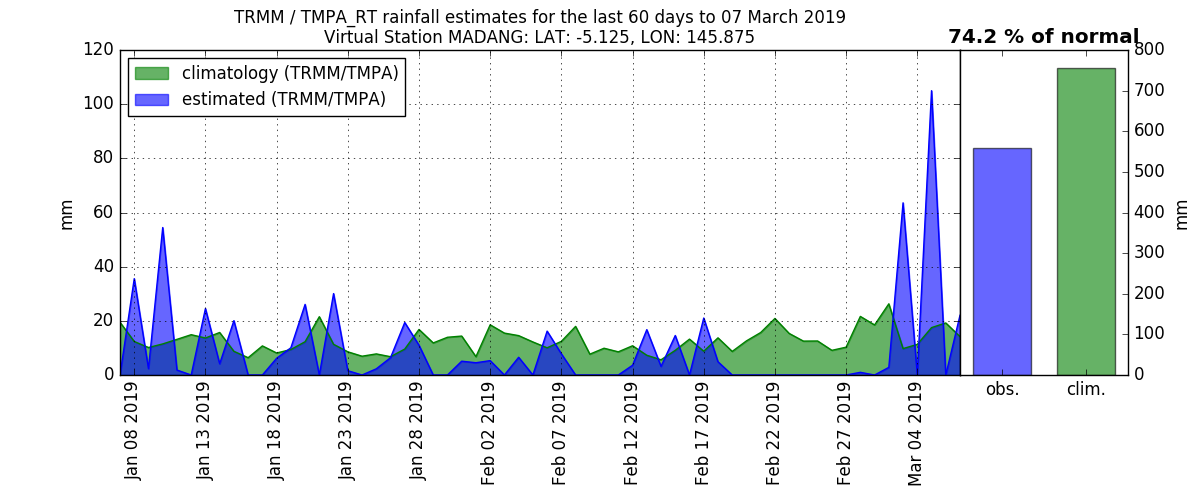 TRMM / TMPA_RT rainfall estimates for the last 60 days to 07 March 2019
Virtual Station MADANG: LAT: -5.125, LON: 145.875
74.2 % of normal
climatology (TRMM/TMPA)
estimated (TRMM/TMPA)
120
100
80
60
40
20
0
mm
Jan 08 2019
Jan 13 2019
Jan 18 2019
Jan 23 2019
Jan 28 2019
Feb 02 2019
Feb 07 2019
Feb 12 2019
Feb 17 2019
Feb 22 2019
Feb 27 2019
Mar 04 2019
obs.
clim.
800
700
600
500
400
300
200
100
0
mm